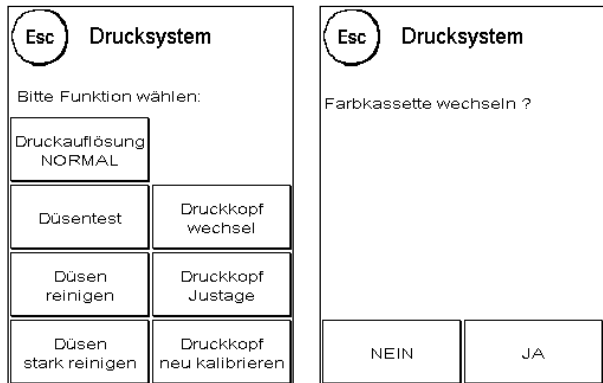 Esc Drucksystem
Bitte Funktion wählen:
Druckauflösung
NORMAL
Düsentest
Druckkopf
wechsel
Düsen
reinigen
Druckkopf
Justage
Düsen
stark reinigen
Druckkopf
neu kalibrieren
Esc Drucksystem
Farbkassette wechseln ?
NEIN
JA